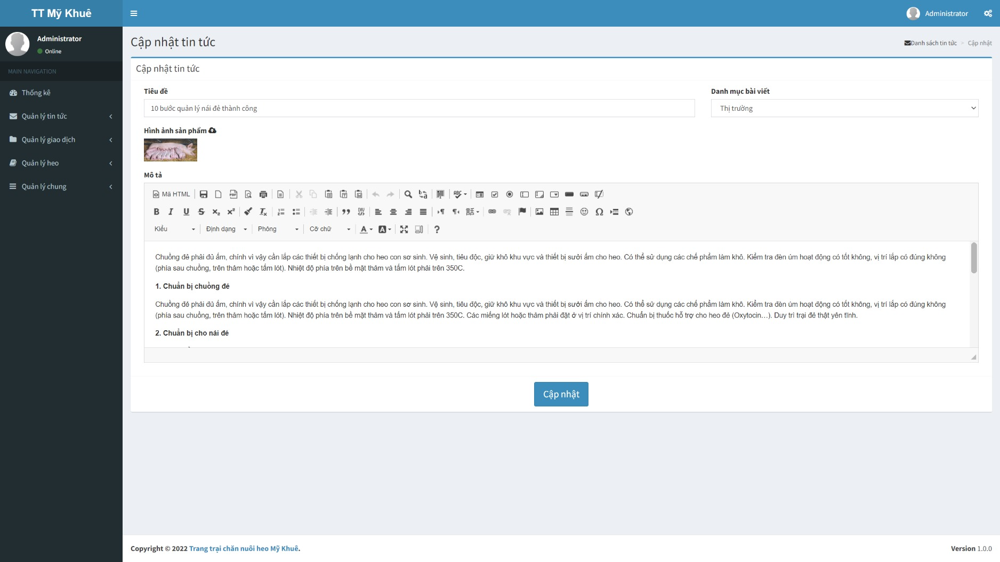 TT Mỹ Khuê
Administrator
Administrator
Online
MAIN NAVIGATION
Thống kê
Quản lý tin tức
Quản lý giao dịch
Quản lý heo
Quản lý chung
Cập nhật tin tức
Danh sách tin tức > Cập nhật
Cập nhật tin tức
Tiêu đề
Danh mục bài viết
10 bước quản lý nái đẻ thành công
Thị trường
Hình ảnh sản phẩm
Mô tả
Mã HTML
Kiểu
Định dạng
Phông
Cỡ chữ
Chuồng đẻ phải đủ ấm, chính vì vậy cần lắp các thiết bị chống lạnh cho heo con sơ sinh. Vệ sinh, tiêu độc, giữ khô khu vực và thiết bị sưởi ấm cho heo. Có thể sử dụng các chế phẩm làm khô. Kiểm tra đèn úm hoạt động có tốt không, vị trí lắp có đúng không
(phía sau chuồng, trên thảm hoặc tấm lót). Nhiệt độ phía trên bề mặt thảm và tấm lót phải trên 350C.
1. Chuẩn bị chuồng đẻ
Chuồng đẻ phải đủ ấm, chính vì vậy cần lắp các thiết bị chống lạnh cho heo con sơ sinh. Vệ sinh, tiêu độc, giữ khô khu vực và thiết bị sưởi ấm cho heo. Có thể sử dụng các chế phẩm làm khô. Kiểm tra đèn úm hoạt động có tốt không, vị trí lắp có đúng không
(phía sau chuồng, trên thảm hoặc tấm lót). Nhiệt độ phía trên bề mặt thảm và tấm lót phải trên 350C. Các miếng lót hoặc thảm phải đặt ở vị trí chính xác. Chuẩn bị thuốc hỗ trợ cho heo đẻ (Oxytocin…). Duy trì trại đẻ thật yên tĩnh.
2. Chuẩn bị cho nái đẻ
Cập nhật
Copyright © 2022 Trang trại chăn nuôi heo Mỹ Khuê.
Version 1.0.0